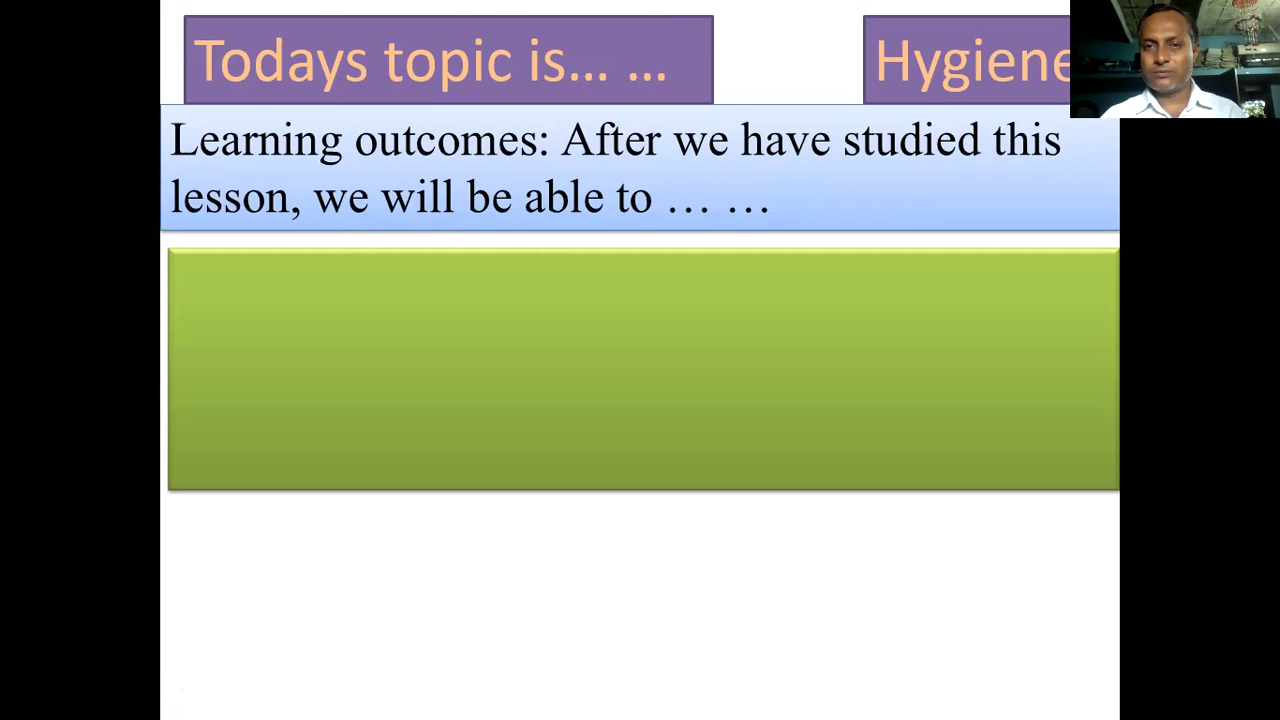 Todays topic is… …
Hygiene
Learning outcomes: After we have studied this
lesson, we will be able to … …